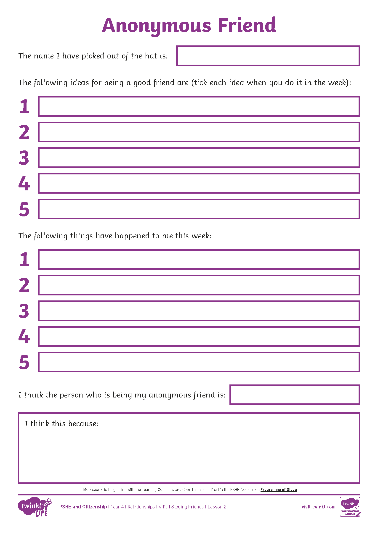 Anonymous Friend
The name I have picked out of the hat is:
The following ideas for being a good friend are (tick each idea when you do it in the week):
1
2
3
4
5
The following things have happened to me this week:
1
2
3
4
5
I think the person who is being my anonymous friend is:
I think this because:
twinkl